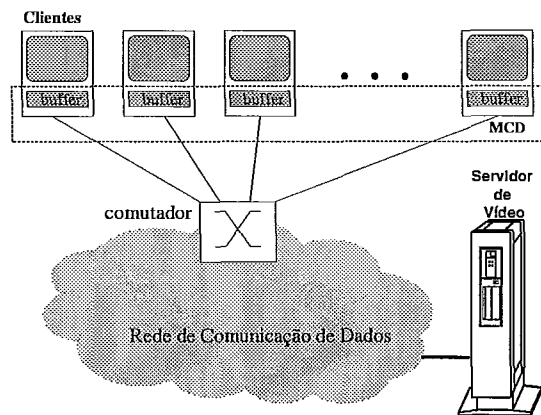 Clientes
buffer
buffer
buffer
buffer
MCD
Servidor
de
Vídeo
comutador
Rede de Comunicação de Dados